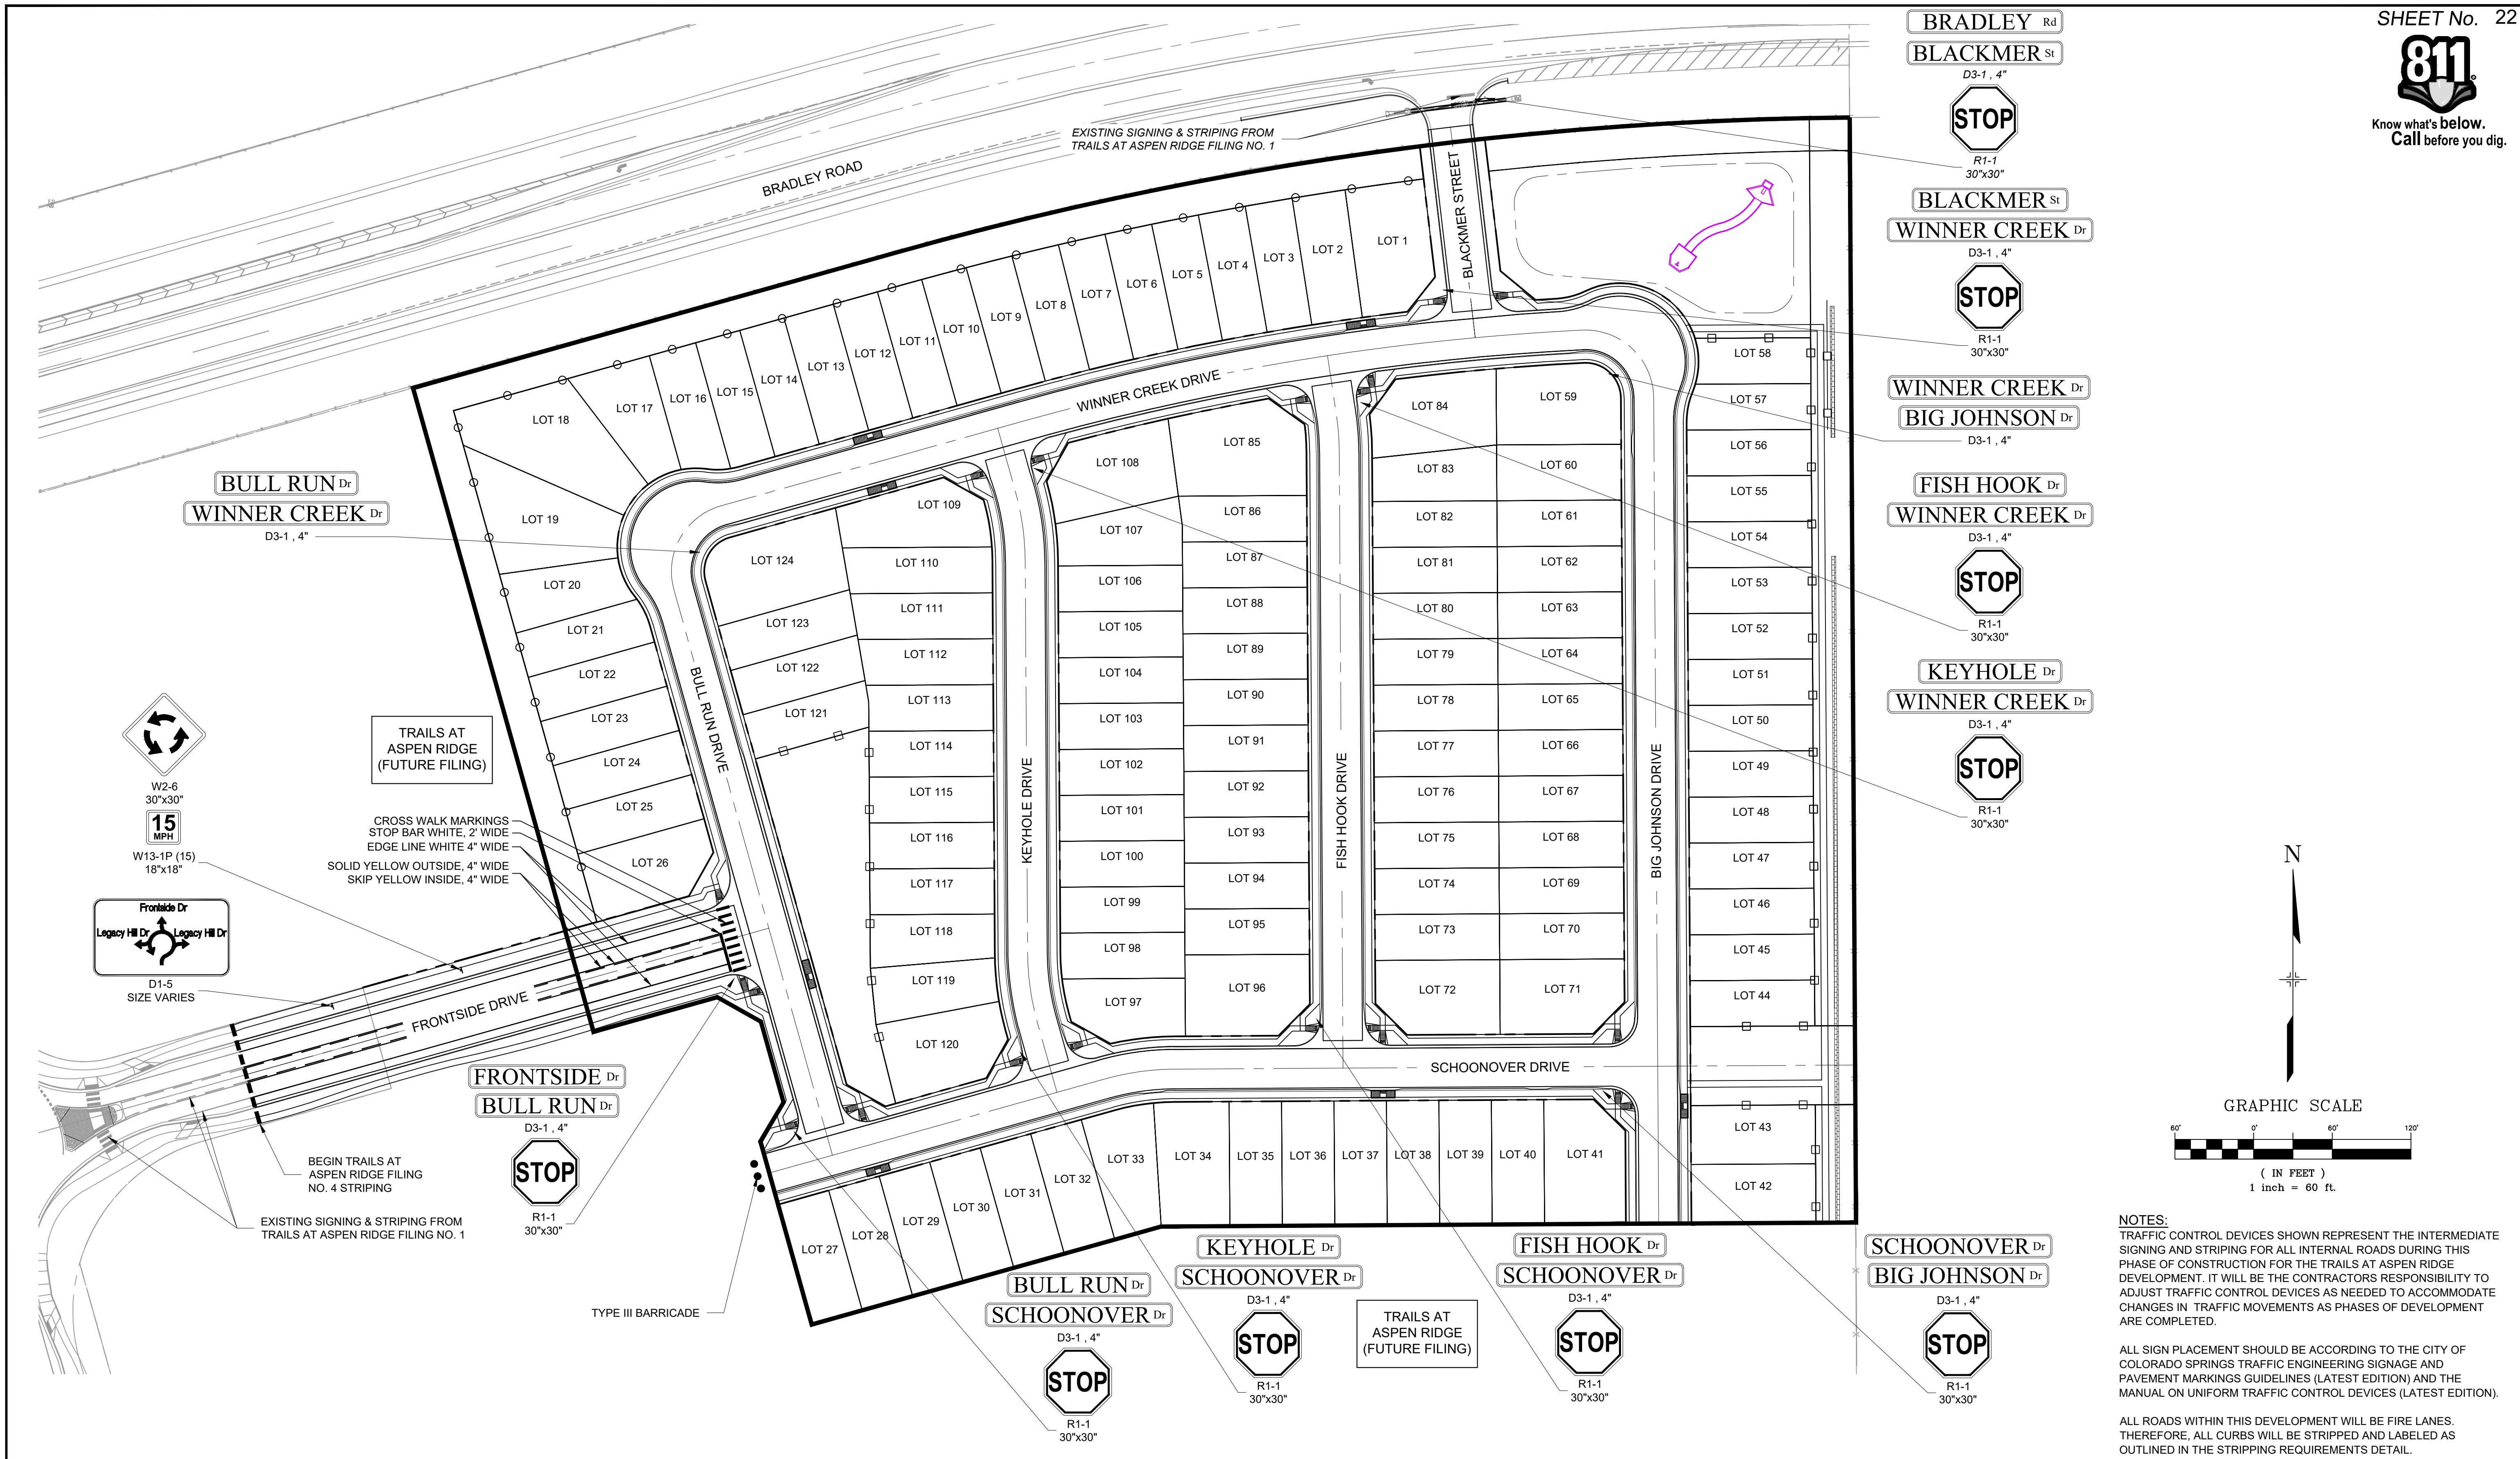 SHEET No. 22
811
Know what's below.
Call before you dig.
BRADLEY Rd
BLACKMER St
D3-1 , 4"
STOP
R1-1
30"x30"
BLACKMER St
WINNER CREEK Dr
D3-1 , 4"
STOP
R1-1
30"x30"
WINNER CREEK Dr
BIG JOHNSON Dr
D3-1 , 4"
FISH HOOK Dr
WINNER CREEK Dr
D3-1 , 4"
STOP
R1-1
30"x30"
KEYHOLE Dr
WINNER CREEK Dr
D3-1 , 4"
STOP
R1-1
30"x30"
EXISTING SIGNING & STRIPING FROM
TRAILS AT ASPEN RIDGE FILING NO. 1
BRADLEY ROAD
BLACKMER STREET
LOT 1
LOT 2
LOT 3
LOT 4
LOT 5
LOT 6
LOT 7
LOT 8
LOT 9
LOT 10
LOT 11
LOT 12
LOT 13
LOT 14
LOT 15
LOT 16
LOT 17
LOT 18
LOT 19
LOT 20
LOT 21
LOT 22
LOT 23
LOT 24
LOT 25
LOT 26
WINNER CREEK DRIVE
BULL RUN Dr
WINNER CREEK Dr
D3-1 , 4"
BULL RUN DRIVE
KEYHOLE DRIVE
FISH HOOK DRIVE
BIG JOHNSON DRIVE
SCHOONOVER DRIVE
FRONTSIDE DRIVE
LOT 58
LOT 57
LOT 56
LOT 55
LOT 54
LOT 53
LOT 52
LOT 51
LOT 50
LOT 49
LOT 48
LOT 47
LOT 46
LOT 45
LOT 44
LOT 43
LOT 42
LOT 59
LOT 60
LOT 61
LOT 62
LOT 63
LOT 64
LOT 65
LOT 66
LOT 67
LOT 68
LOT 69
LOT 70
LOT 71
LOT 84
LOT 83
LOT 82
LOT 81
LOT 80
LOT 79
LOT 78
LOT 77
LOT 76
LOT 75
LOT 74
LOT 73
LOT 72
LOT 85
LOT 86
LOT 87
LOT 88
LOT 89
LOT 90
LOT 91
LOT 92
LOT 93
LOT 94
LOT 95
LOT 96
LOT 108
LOT 107
LOT 106
LOT 105
LOT 104
LOT 103
LOT 102
LOT 101
LOT 100
LOT 99
LOT 98
LOT 97
LOT 109
LOT 110
LOT 111
LOT 112
LOT 113
LOT 114
LOT 115
LOT 116
LOT 117
LOT 118
LOT 119
LOT 120
LOT 124
LOT 123
LOT 122
LOT 121
LOT 27
LOT 28
LOT 29
LOT 30
LOT 31
LOT 32
LOT 33
LOT 34
LOT 35
LOT 36
LOT 37
LOT 38
LOT 39
LOT 40
LOT 41
TRAILS AT
ASPEN RIDGE
(FUTURE FILING)
W2-6
30"x30"
15
MPH
W13-1P (15)
18"x18"
CROSS WALK MARKINGS
STOP BAR WHITE, 2' WIDE
EDGE LINE WHITE 4" WIDE
SOLID YELLOW OUTSIDE, 4" WIDE
SKIP YELLOW INSIDE, 4" WIDE
Frontside Dr
Legacy Hill Dr Legacy Hill Dr
D1-5
SIZE VARIES
FRONTSIDE Dr
BULL RUN Dr
D3-1 , 4"
STOP
R1-1
30"x30"
BEGIN TRAILS AT
ASPEN RIDGE FILING
NO. 4 STRIPING
EXISTING SIGNING & STRIPING FROM
TRAILS AT ASPEN RIDGE FILING NO. 1
TYPE III BARRICADE
BULL RUN Dr
SCHOONOVER Dr
D3-1 , 4"
STOP
R1-1
30"x30"
KEYHOLE Dr
SCHOONOVER Dr
D3-1 , 4"
STOP
R1-1
30"x30"
TRAILS AT
ASPEN RIDGE
(FUTURE FILING)
FISH HOOK Dr
SCHOONOVER Dr
D3-1 , 4"
STOP
R1-1
30"x30"
SCHOONOVER Dr
BIG JOHNSON Dr
D3-1 , 4"
STOP
R1-1
30"x30"
N
GRAPHIC SCALE
60' 0' 60' 120'
( IN FEET )
1 inch = 60 ft.
NOTES:
TRAFFIC CONTROL DEVICES SHOWN REPRESENT THE INTERMEDIATE
SIGNING AND STRIPING FOR ALL INTERNAL ROADS DURING THIS
PHASE OF CONSTRUCTION FOR THE TRAILS AT ASPEN RIDGE
DEVELOPMENT. IT WILL BE THE CONTRACTORS RESPONSIBILITY TO
ADJUST TRAFFIC CONTROL DEVICES AS NEEDED TO ACCOMMODATE
CHANGES IN TRAFFIC MOVEMENTS AS PHASES OF DEVELOPMENT
ARE COMPLETED.
ALL SIGN PLACEMENT SHOULD BE ACCORDING TO THE CITY OF
COLORADO SPRINGS TRAFFIC ENGINEERING SIGNAGE AND
PAVEMENT MARKINGS GUIDELINES (LATEST EDITION) AND THE
MANUAL ON UNIFORM TRAFFIC CONTROL DEVICES (LATEST EDITION).
ALL ROADS WITHIN THIS DEVELOPMENT WILL BE FIRE LANES.
THEREFORE, ALL CURBS WILL BE STRIPPED AND LABELED AS
OUTLINED IN THE STRIPPING REQUIREMENTS DETAIL.